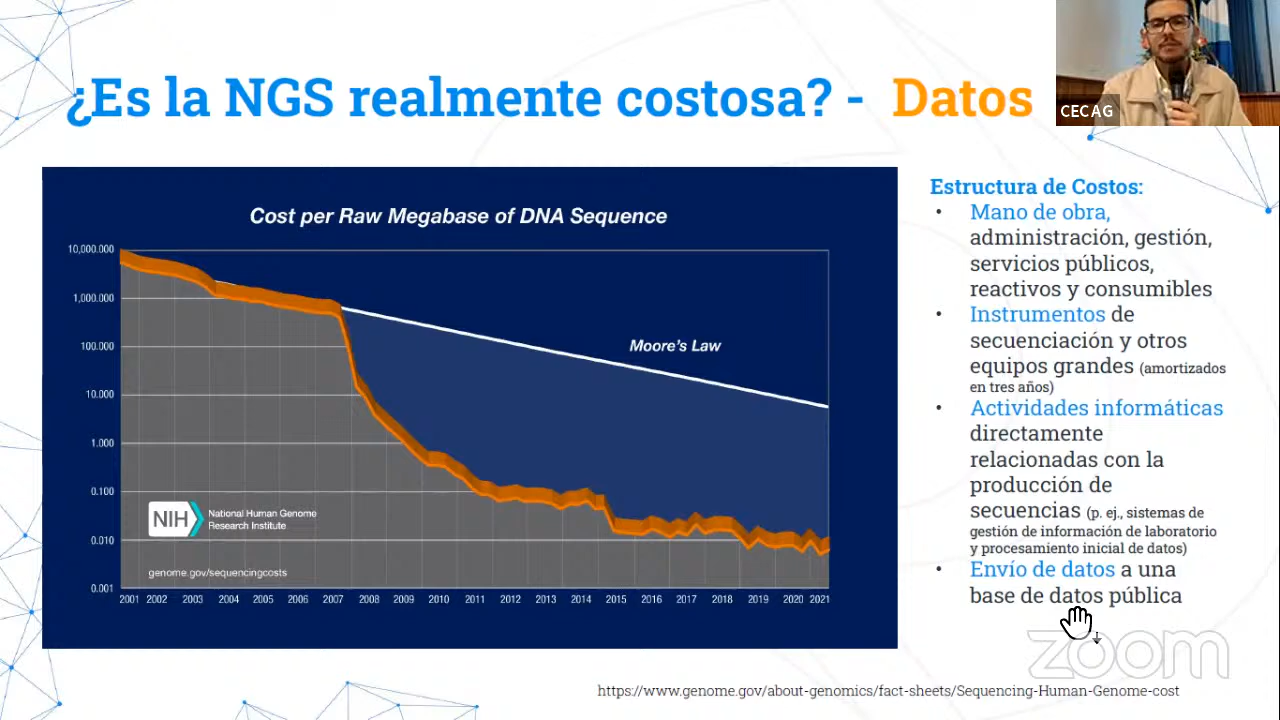 ¿Es la NGS realmente costosa? - Datos
CECAG
Cost per Raw Megabase of DNA Sequence
10,000.000
1,000.000
100.000
10.000
1.000
0.100
0.010
0.001
Moore's Law
NIH
National Human Genome
Research Institute
genome.gov/sequencingcosts
2001 2002 2003 2004 2005 2006 2007 2008 2009 2010 2011 2012 2013 2014 2015 2016 2017 2018 2019 2020 2021
Estructura de Costos:
• Mano de obra,
administración, gestión,
servicios públicos,
reactivos y consumibles
• Instrumentos de
secuenciación y otros
equipos grandes (amortizados
en tres años)
• Actividades informáticas
directamente
relacionadas con la
producción de
secuencias (p. ej., sistemas de
gestión de información de laboratorio
y procesamiento inicial de datos)
• Envío de datos a una
base de datos pública
zoom
https://www.genome.gov/about-genomics/fact-sheets/Sequencing-Human-Genome-cost